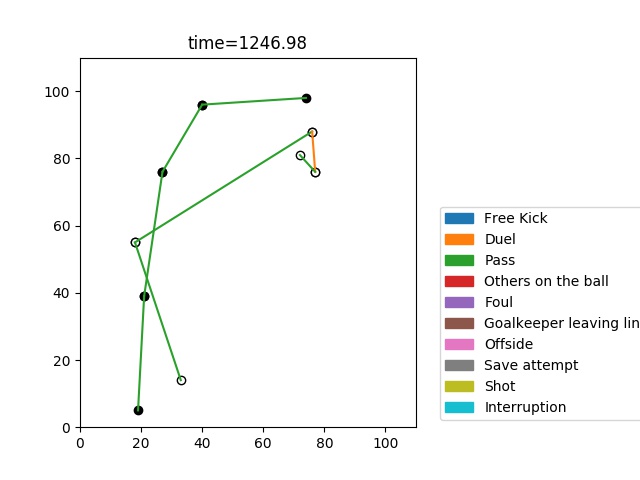 time=1246.98
100
80
60
40
20
0
0 20 40 60 80 100
Free Kick
Duel
Pass
Others on the ball
Foul
Goalkeeper leaving lin
Offside
Save attempt
Shot
Interruption